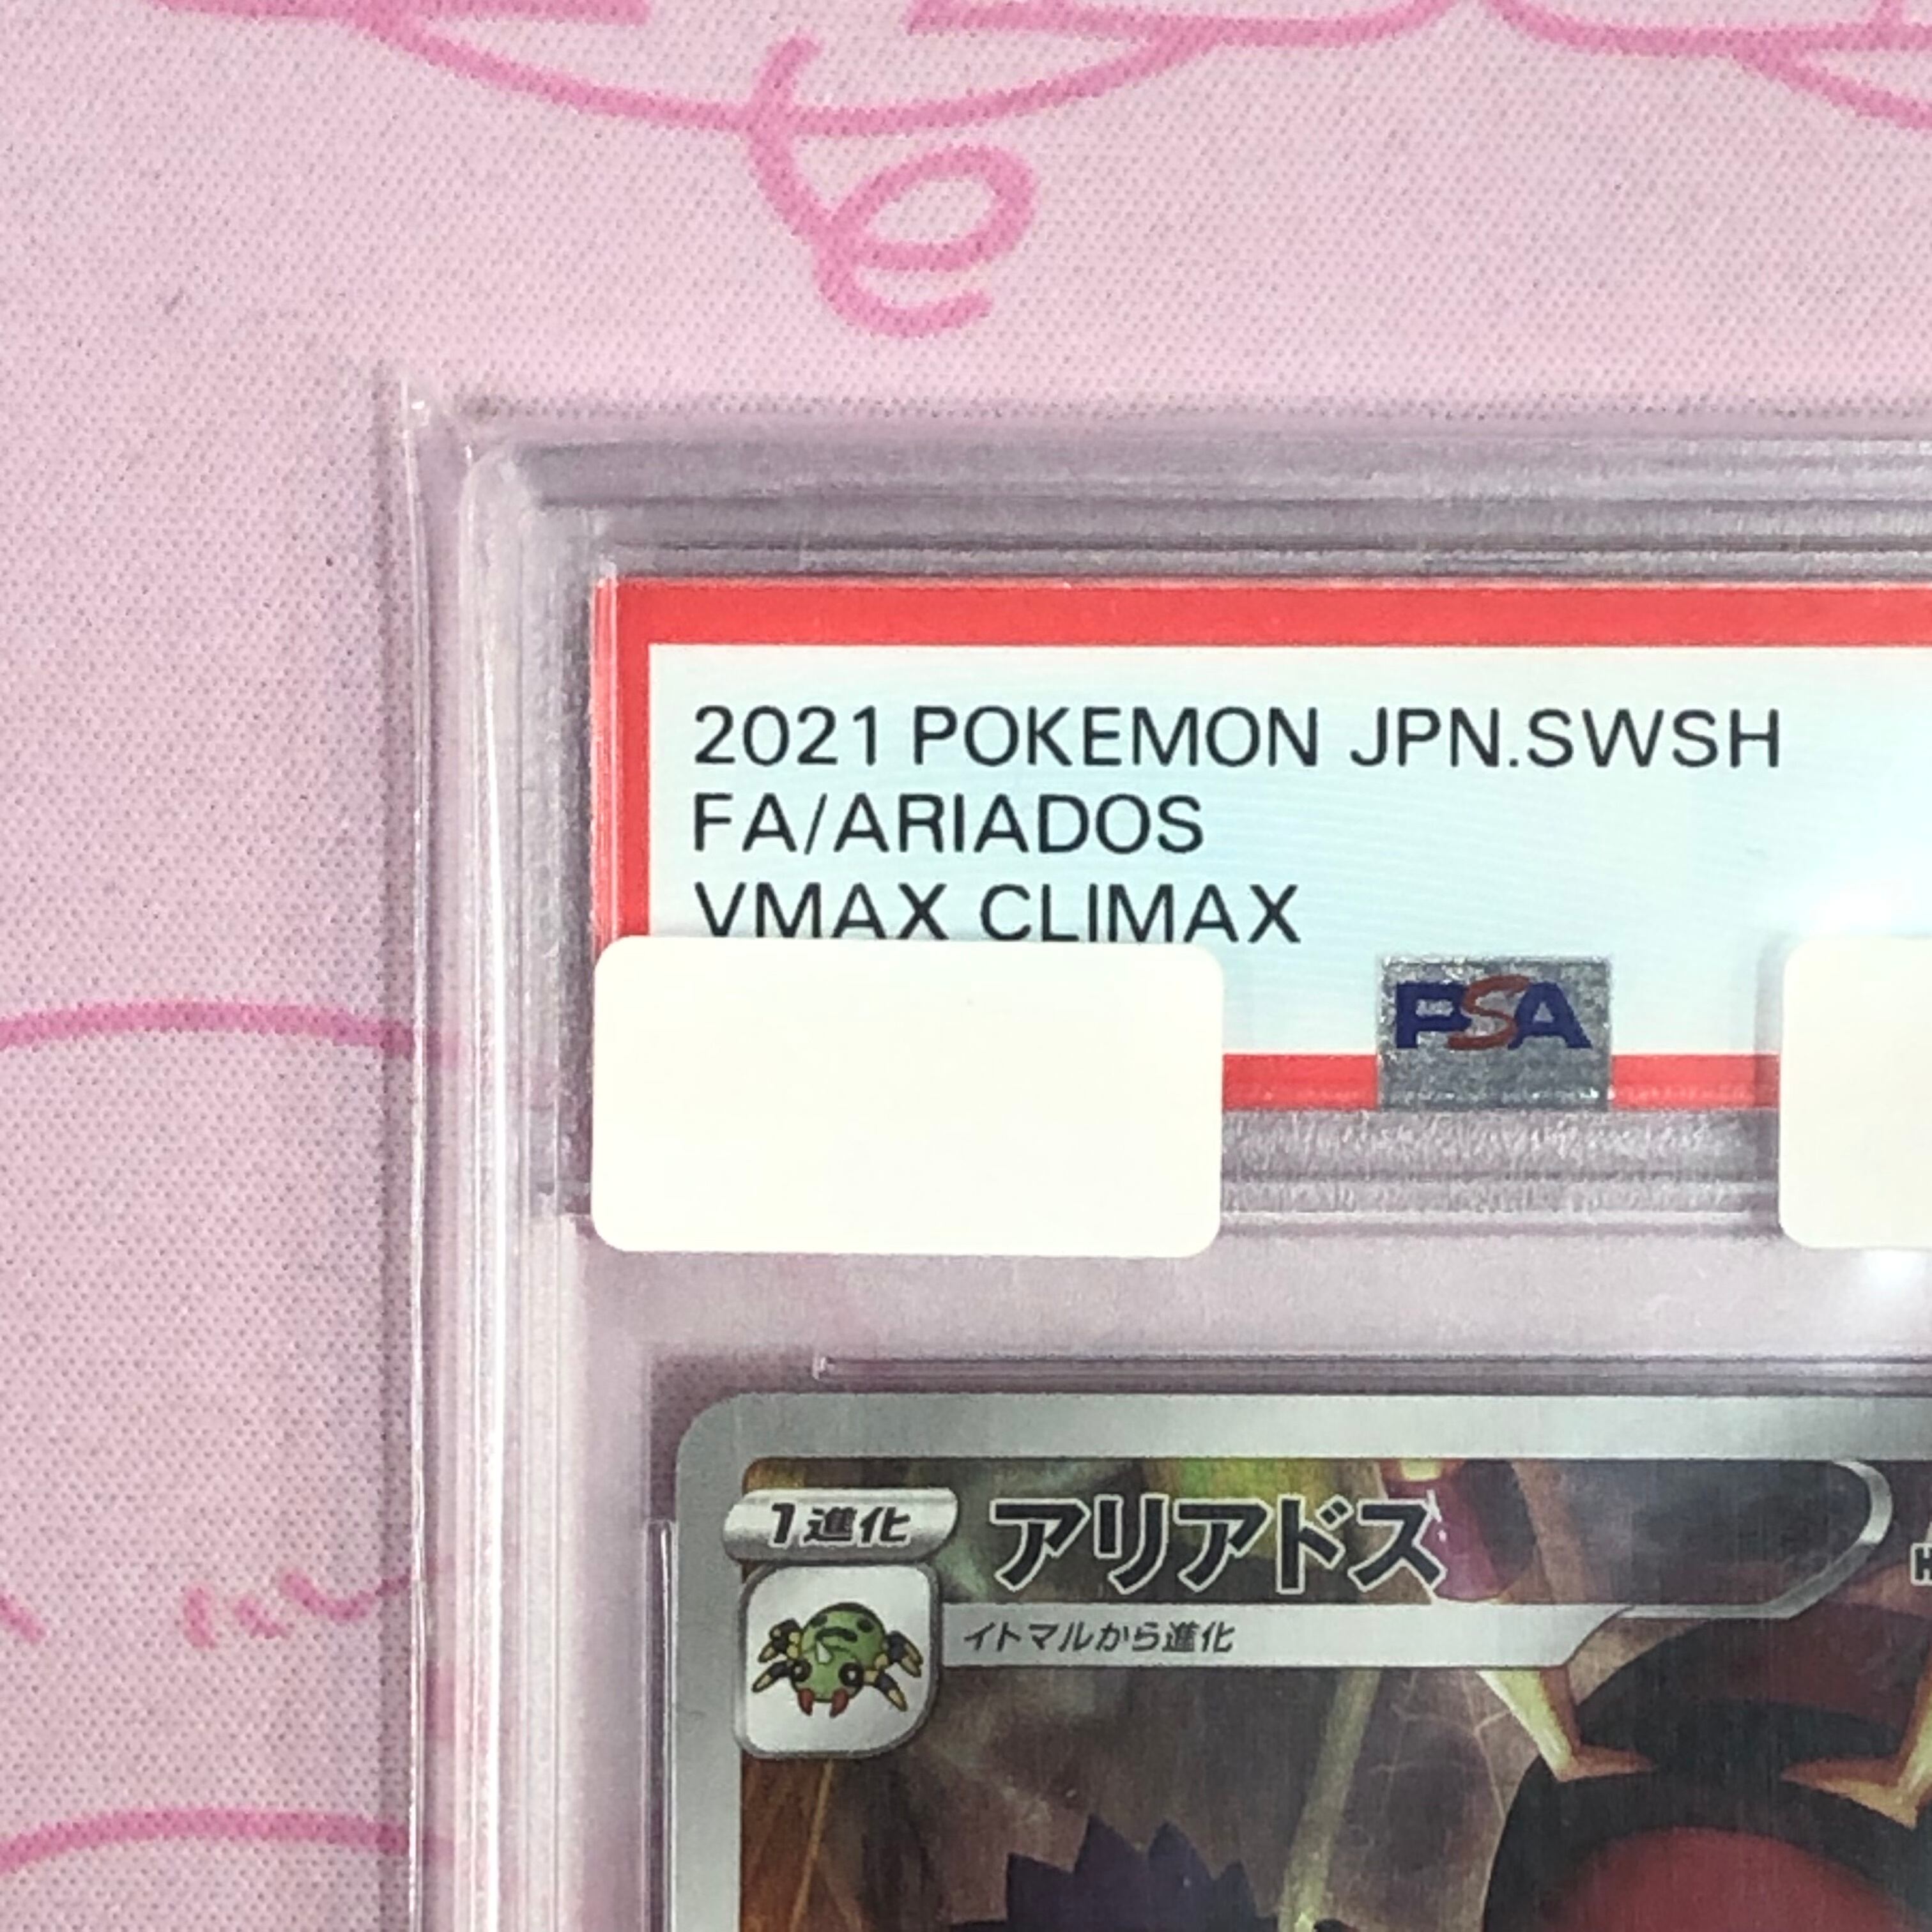 2021 POKEMON JPN.SWSH
FA/ARIADOS
VMAX CLIMAX
PSA
1進化
アリアドス
イトマルから進化